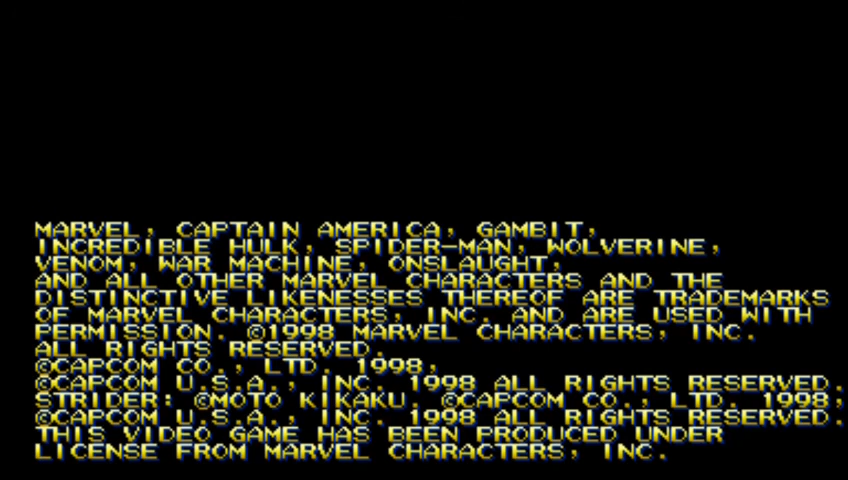 MARVEL, CAPTAIN AMERICA, GAMBIT,
INCREDIBLE HULK, SPIDER-MAN, WOLVERINE,
VENOM, WAR MACHINE, ONSLAUGHT,
AND ALL OTHER MARVEL CHARACTERS AND THE
DISTINCTIVE LIKENESSES THEREOF ARE TRADEMARKS
OF MARVEL CHARACTERS, INC. AND ARE USED WITH
PERMISSION. ©1998 MARVEL CHARACTERS, INC.
ALL RIGHTS RESERVED.
©CAPCOM CO., LTD. 1998,
©CAPCOM U.S.A., INC. 1998 ALL RIGHTS RESERVED.
STRIDER: ©MOTO KIKAKU. ©CAPCOM CO., LTD. 1998,
©CAPCOM U.S.A., INC. 1998 ALL RIGHTS RESERVED.
THIS VIDEO GAME HAS BEEN PRODUCED UNDER
LICENSE FROM MARVEL CHARACTERS, INC.